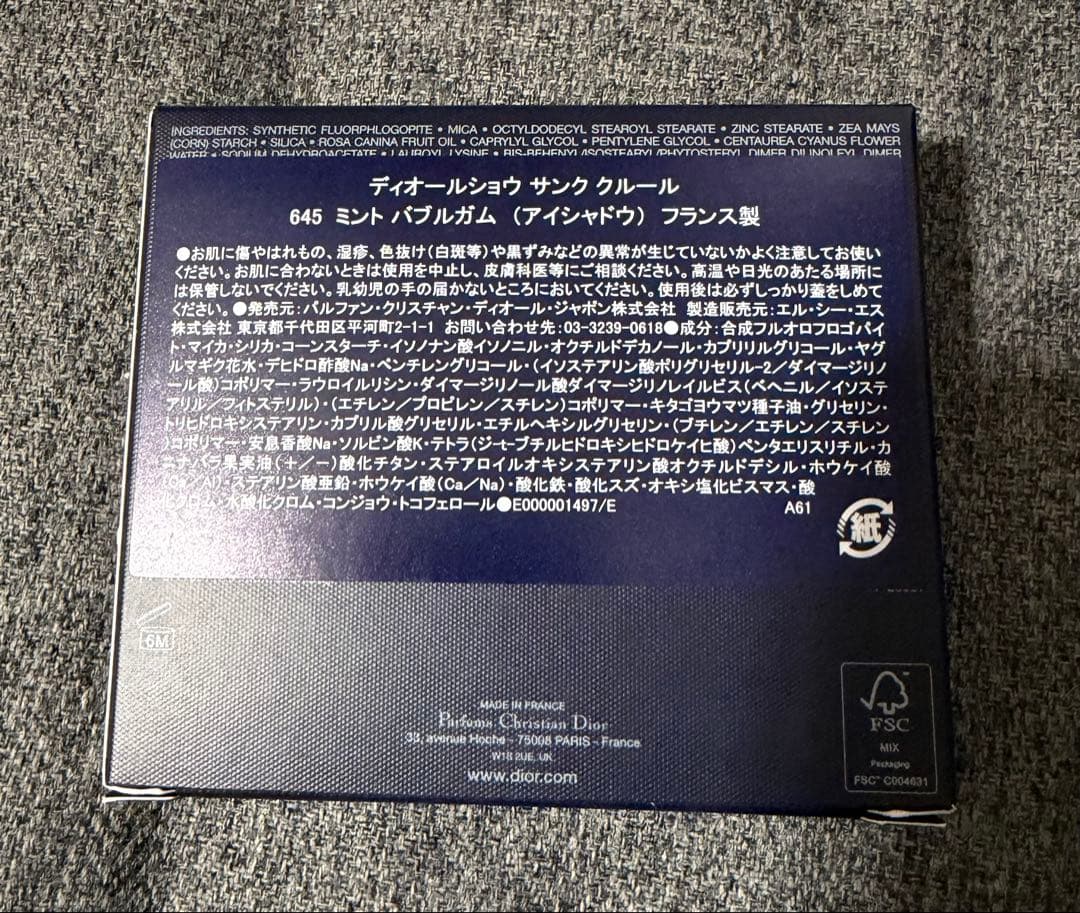 INGREDIENTS: SYNTHETIC FLUORPHLOGOPITE • MICA • OCTYLDODECYL STEAROYL STEARATE • ZINC STEARATE • ZEA MAYS
(CORN) STARCH • SILICA • ROSA CANINA FRUIT OIL • CAPRYLYL GLYCOL • PENTYLENE GLYCOL • CENTAUREA CYANUS FLOWER
WATER • SODIUM DEHYDROACETATE • LAUROYL LYSINE • BIS-BEHENYL/ISOSTEARYL/PHYTOSTERYL DIMER DILINOLEYL DIMER
ディオールショウ サンク クルール
645 ミント バブルガム (アイシャドウ) フランス製
●お肌に傷やはれもの、湿疹、色抜け(白斑等)や黒ずみなどの異常が生じていないかよく注意してお使い
ください。お肌に合わないときは使用を中止し、皮膚科医等にご相談ください。高温や日光のあたる場所に
は保管しないでください。乳幼児の手の届かないところにおいてください。使用後は必ずしっかり蓋をしめて
ください。●発売元:パルファン・クリスチャン・ディオール・ジャポン株式会社 製造販売元:エル・シー・エス
株式会社 東京都千代田区平河町2-1-1 お問い合わせ先:03-3239-0618●成分:合成フルオロフロゴパイ
ト・マイカ・シリカ・コーンスターチ・イソノナン酸イソノニル・オクチルドデカノール・カプリリルグリコール・ヤグ
ルマギク花水・デヒドロ酢酸Na・ペンチレングリコール・(イソステアリン酸ポリグリセリル-2/ダイマージリノ
ール酸)コポリマー・ラウロイルリシン・ダイマージリノール酸ダイマージリノレイルビス(ベヘニル/イソステ
アリル/フィトステリル)・(エチレン/プロピレン/スチレン)コポリマー・キタゴヨウマツ種子油・グリセリン・
トリヒドロキシステアリン・カプリル酸グリセリル・エチルヘキシルグリセリン・(ブチレン/エチレン/スチレン)
コポリマー・安息香酸Na・ソルビン酸K・テトラ(ジ-t-ブチルヒドロキシヒドロケイヒ酸)ペンタエリスリチル・カ
ニナバラ果実油(+/-)酸化チタン・ステアロイルオキシステアリン酸オクチルドデシル・ホウケイ酸
Al)・ステアリン酸亜鉛・ホウケイ酸(Ca/Na)・酸化鉄・酸化スズ・オキシ塩化ビスマス・酸
水酸化クロム・コンジョウ・トコフェロール●E000001497/E
A61
紙
6M
MADE IN FRANCE
Parfums Christian Dior
33, avenue Hoche - 75008 PARIS - France
W1S 2UE, UK
www.dior.com
FSC
MIX
Packaging
FSC™ C004631